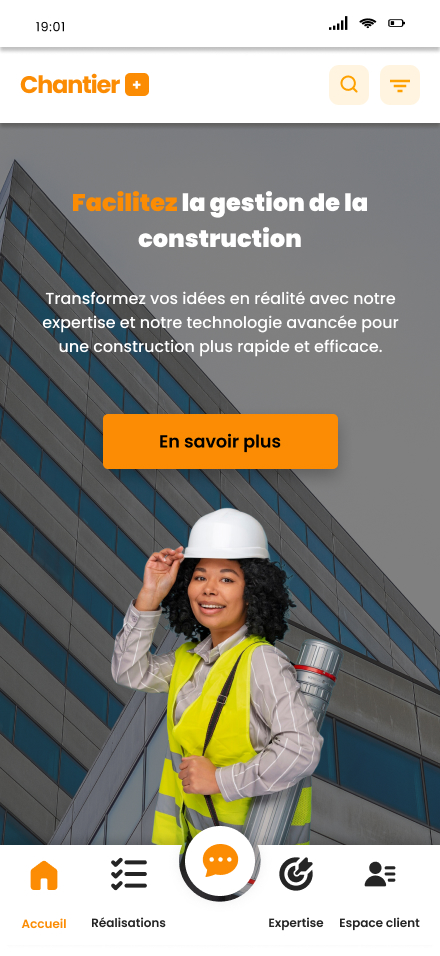 19:01
Chantier +
Facilitez la gestion de la
construction
Transformez vos idées en réalité avec notre
expertise et notre technologie avancée pour
une construction plus rapide et efficace.
En savoir plus
Accueil
Réalisations
Expertise
Espace client